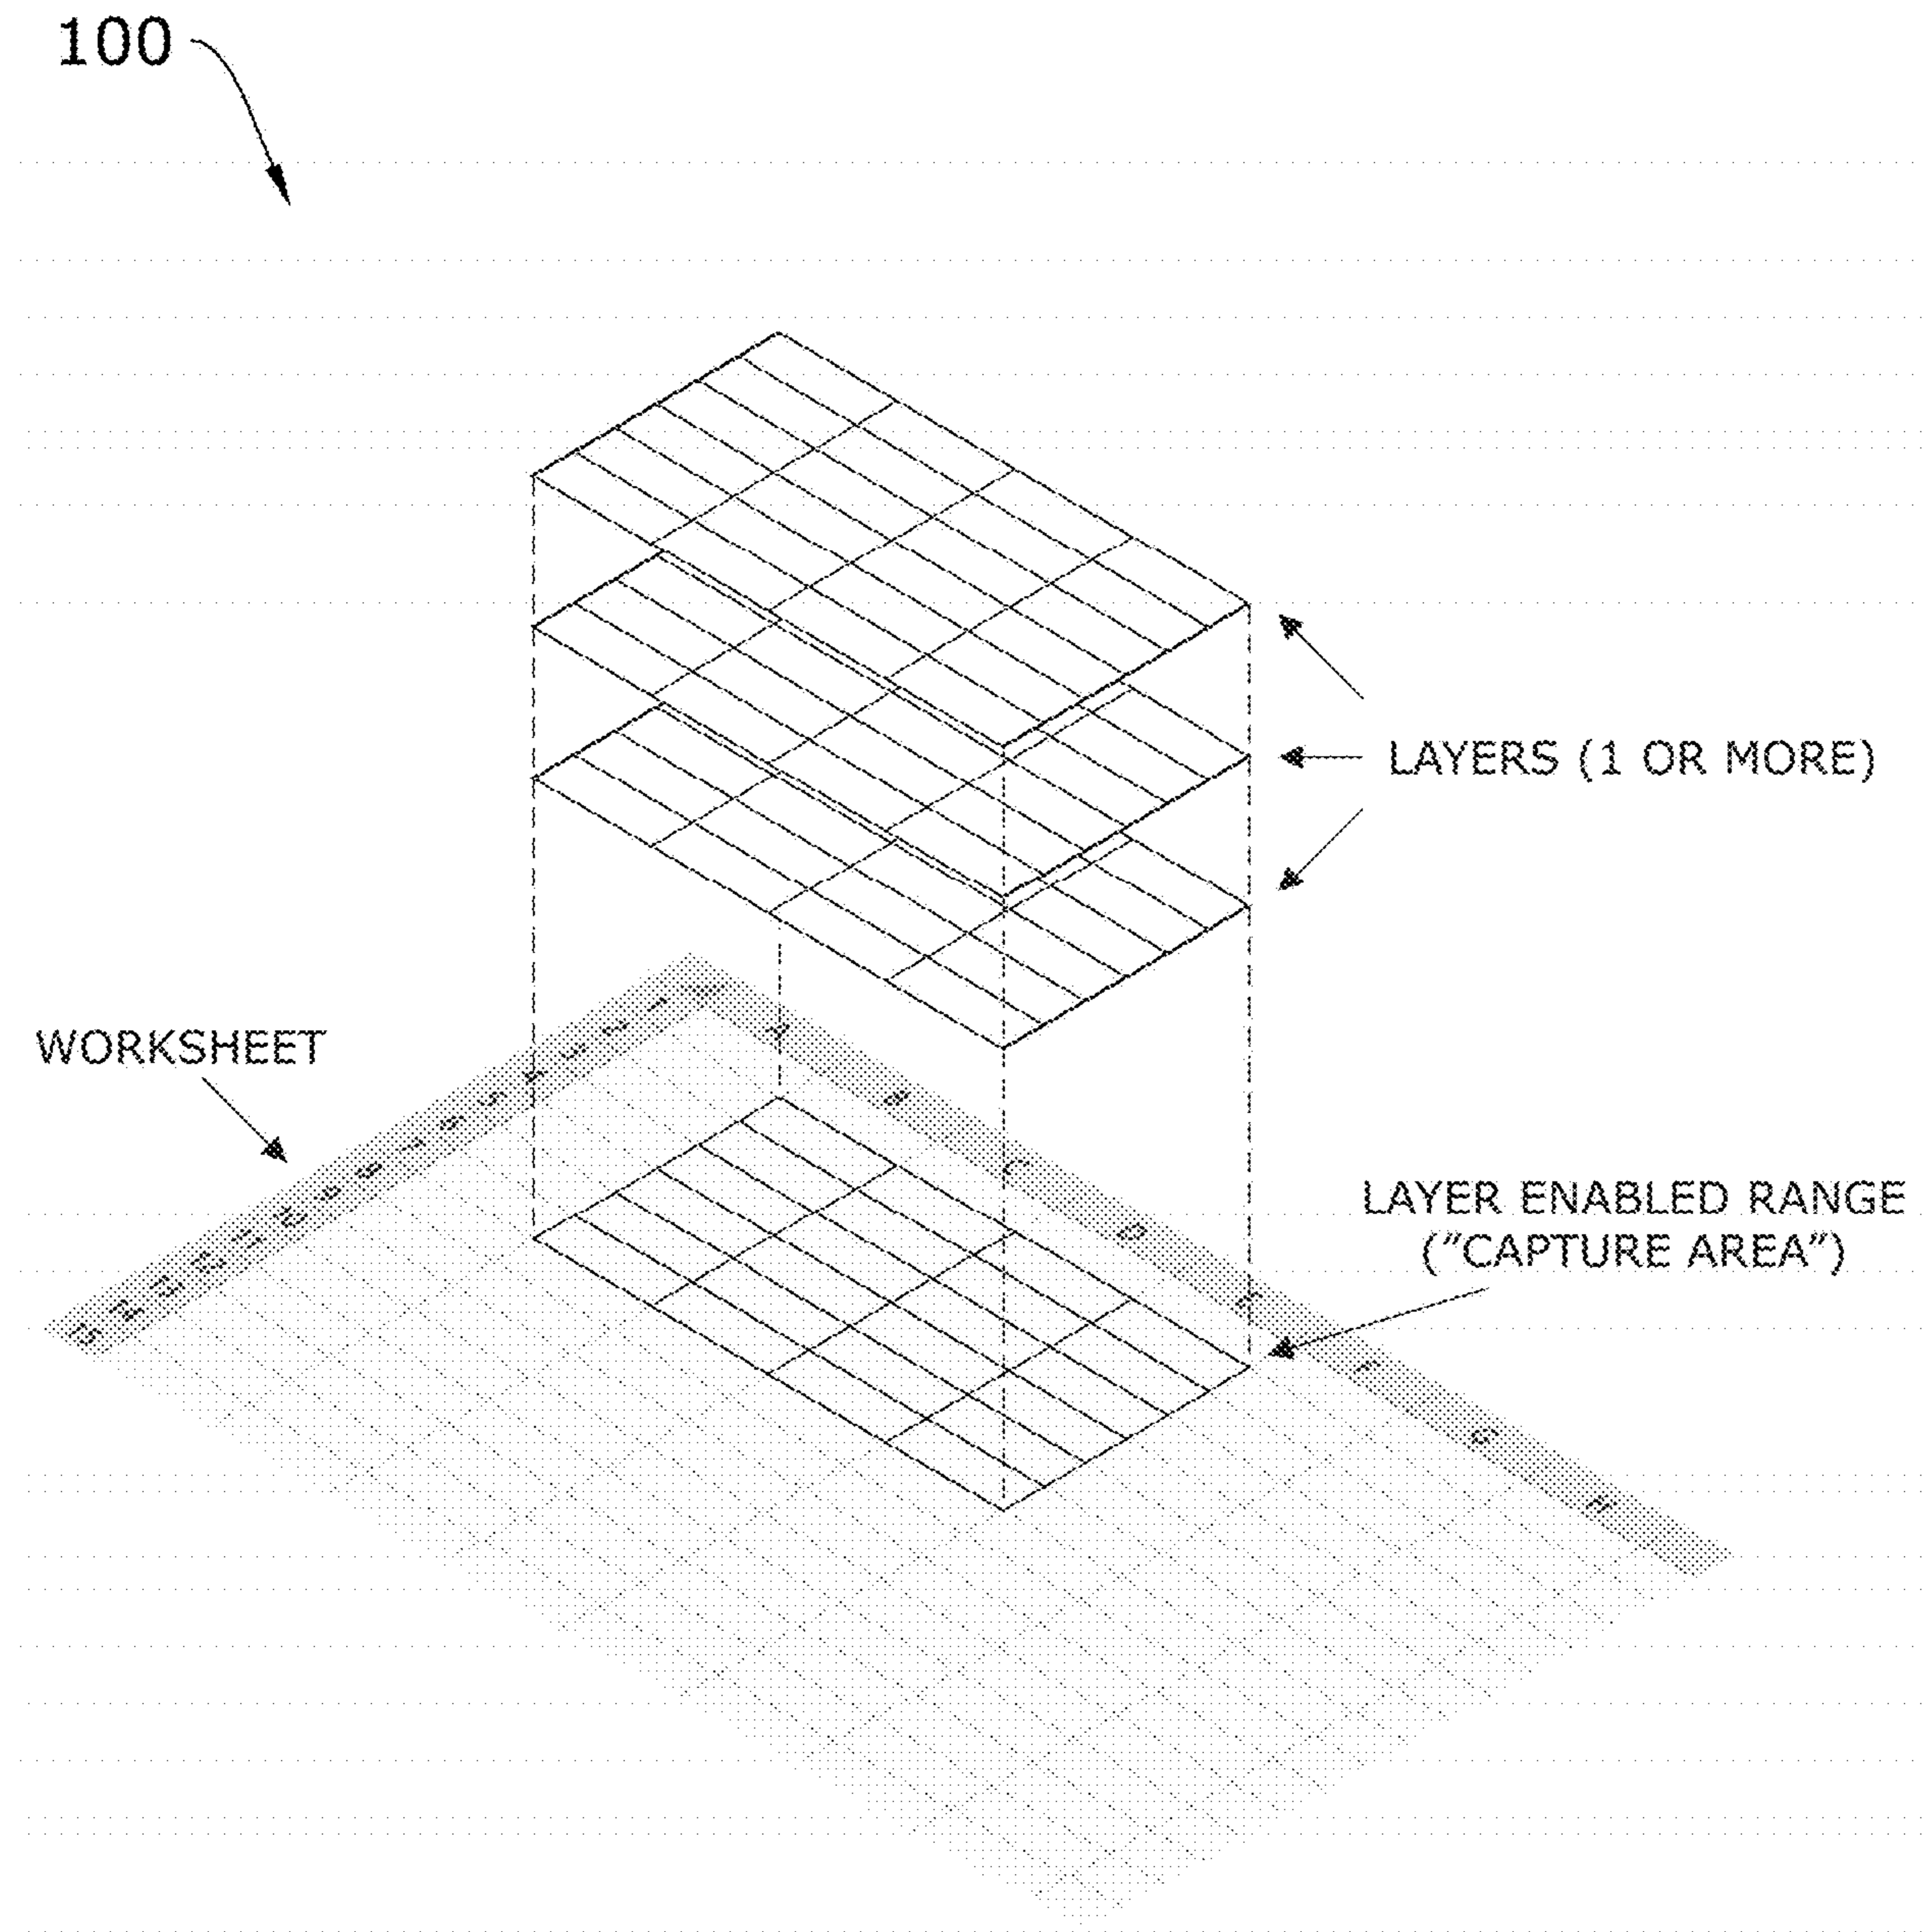 100
LAYERS (1 OR MORE)
WORKSHEET
LAYER ENABLED RANGE
("CAPTURE AREA")
A
B
C
D
G
H